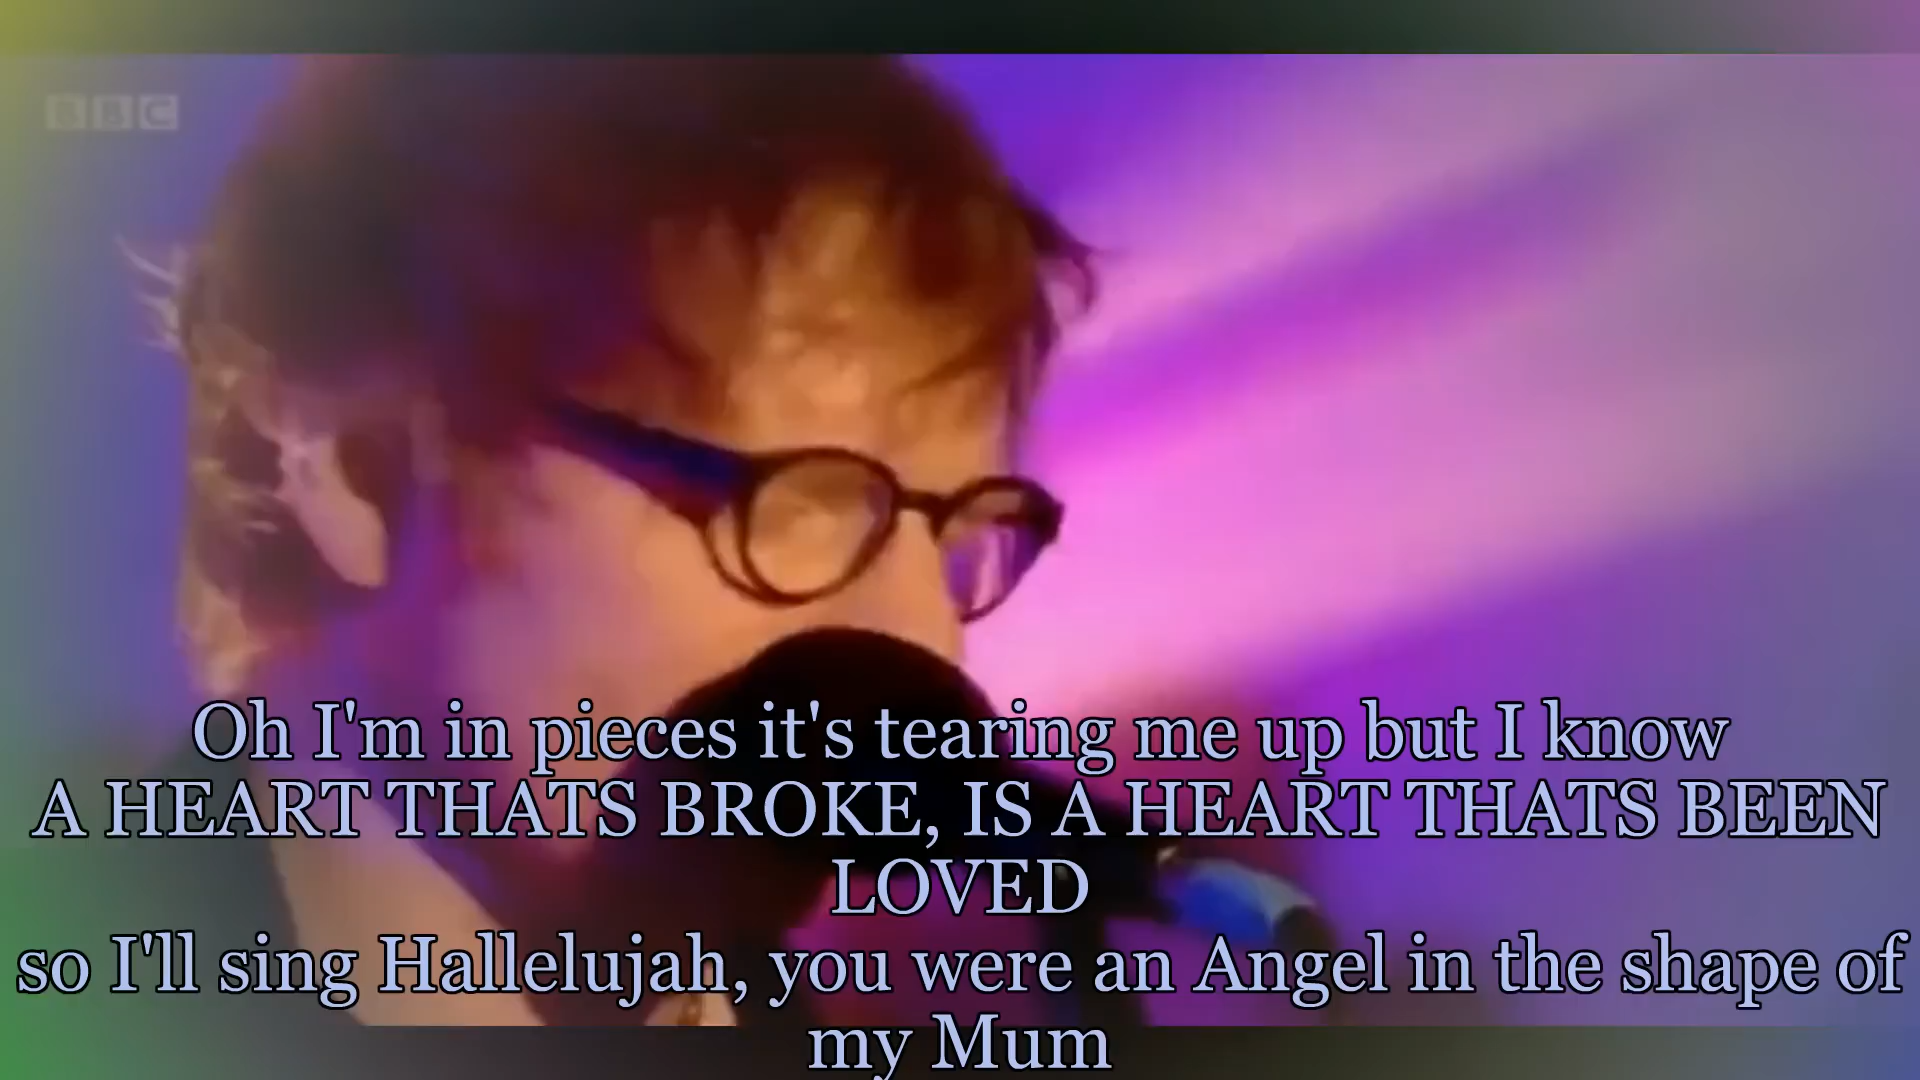 BBC
Oh I'm in pieces it's tearing me up but I know
A HEART THATS BROKE, IS A HEART THATS BEEN
LOVED
so I'll sing Hallelujah, you were an Angel in the shape of
my Mum